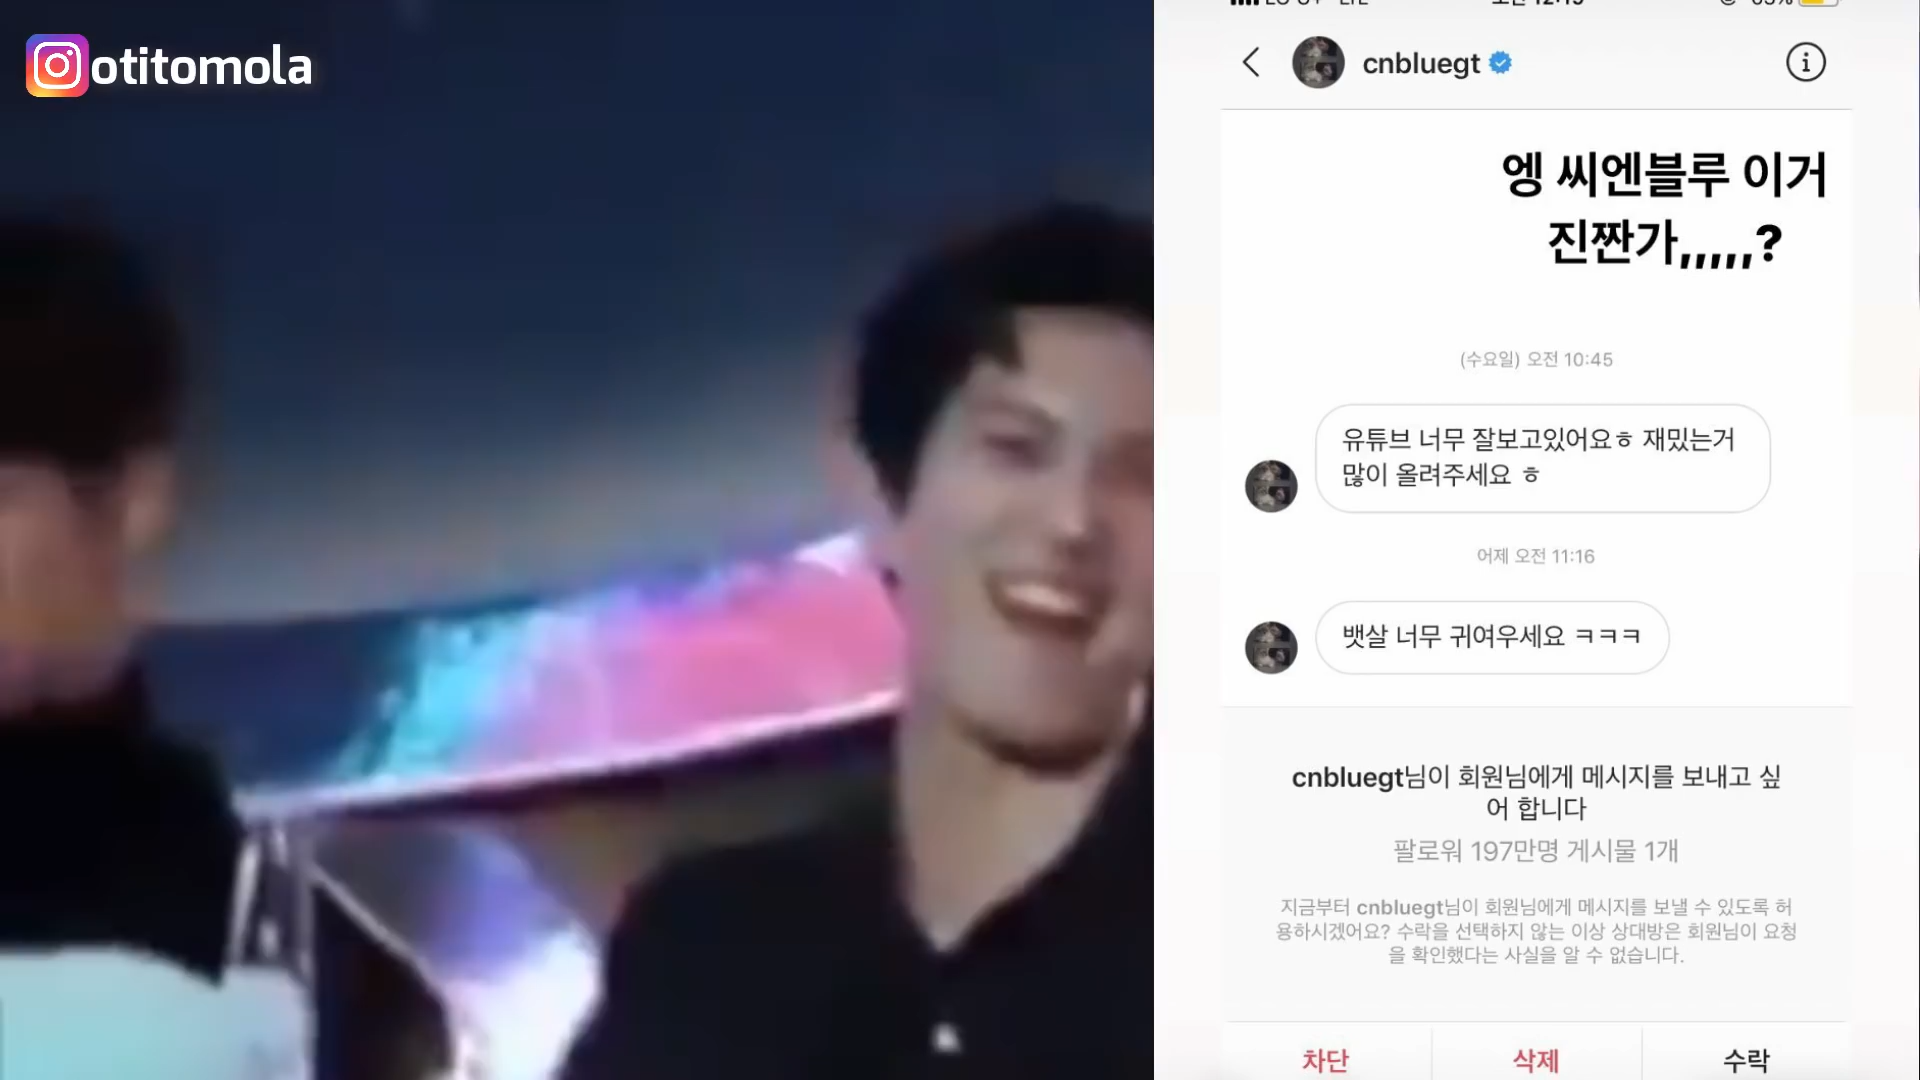 otitomola
cnbluegt
엥 씨엔블루 이거
진짠가,,,,,?
(수요일) 오전 10:45
유튜브 너무 잘보고있어요ㅎ 재밌는거
많이 올려주세요 ㅎ
어제 오전 11:16
뱃살 너무 귀여우세요 ㅋㅋㅋ
cnbluegt님이 회원님에게 메시지를 보내고 싶
어 합니다
팔로워 197만명 게시물 1개
지금부터 cnbluegt님이 회원님에게 메시지를 보낼 수 있도록 허
용하시겠어요? 수락을 선택하지 않는 이상 상대방은 회원님이 요청
을 확인했다는 사실을 알 수 없습니다.
차단
삭제
수락